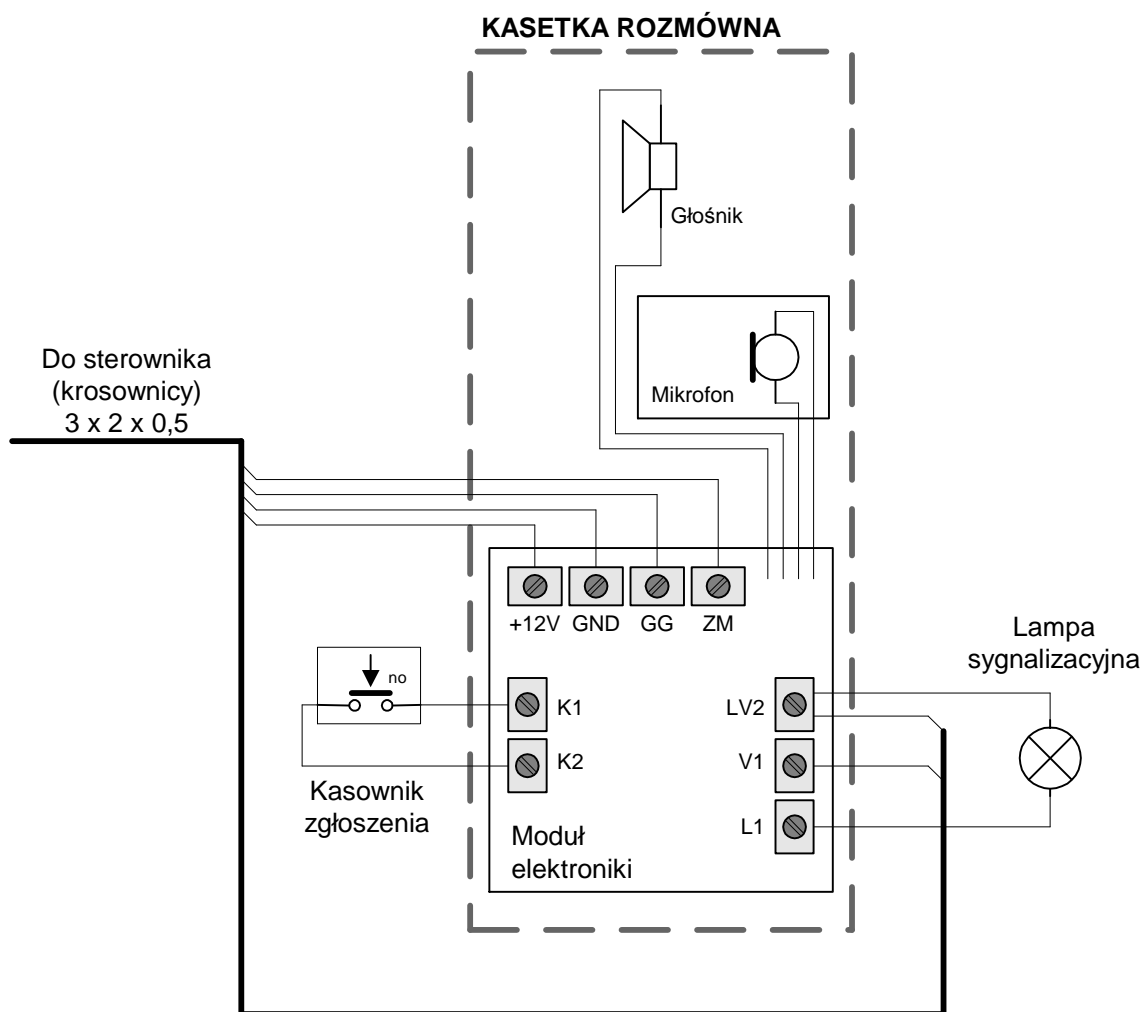 KASETKA ROZMÓWNA
Głośnik
Mikrofon
Do sterownika
(krosownicy)
3 x 2 x 0,5
+12V GND GG ZM
no
K1
K2
Kasownik
zgłoszenia
LV2
V1
L1
Moduł
elektroniki
Lampa
sygnalizacyjna